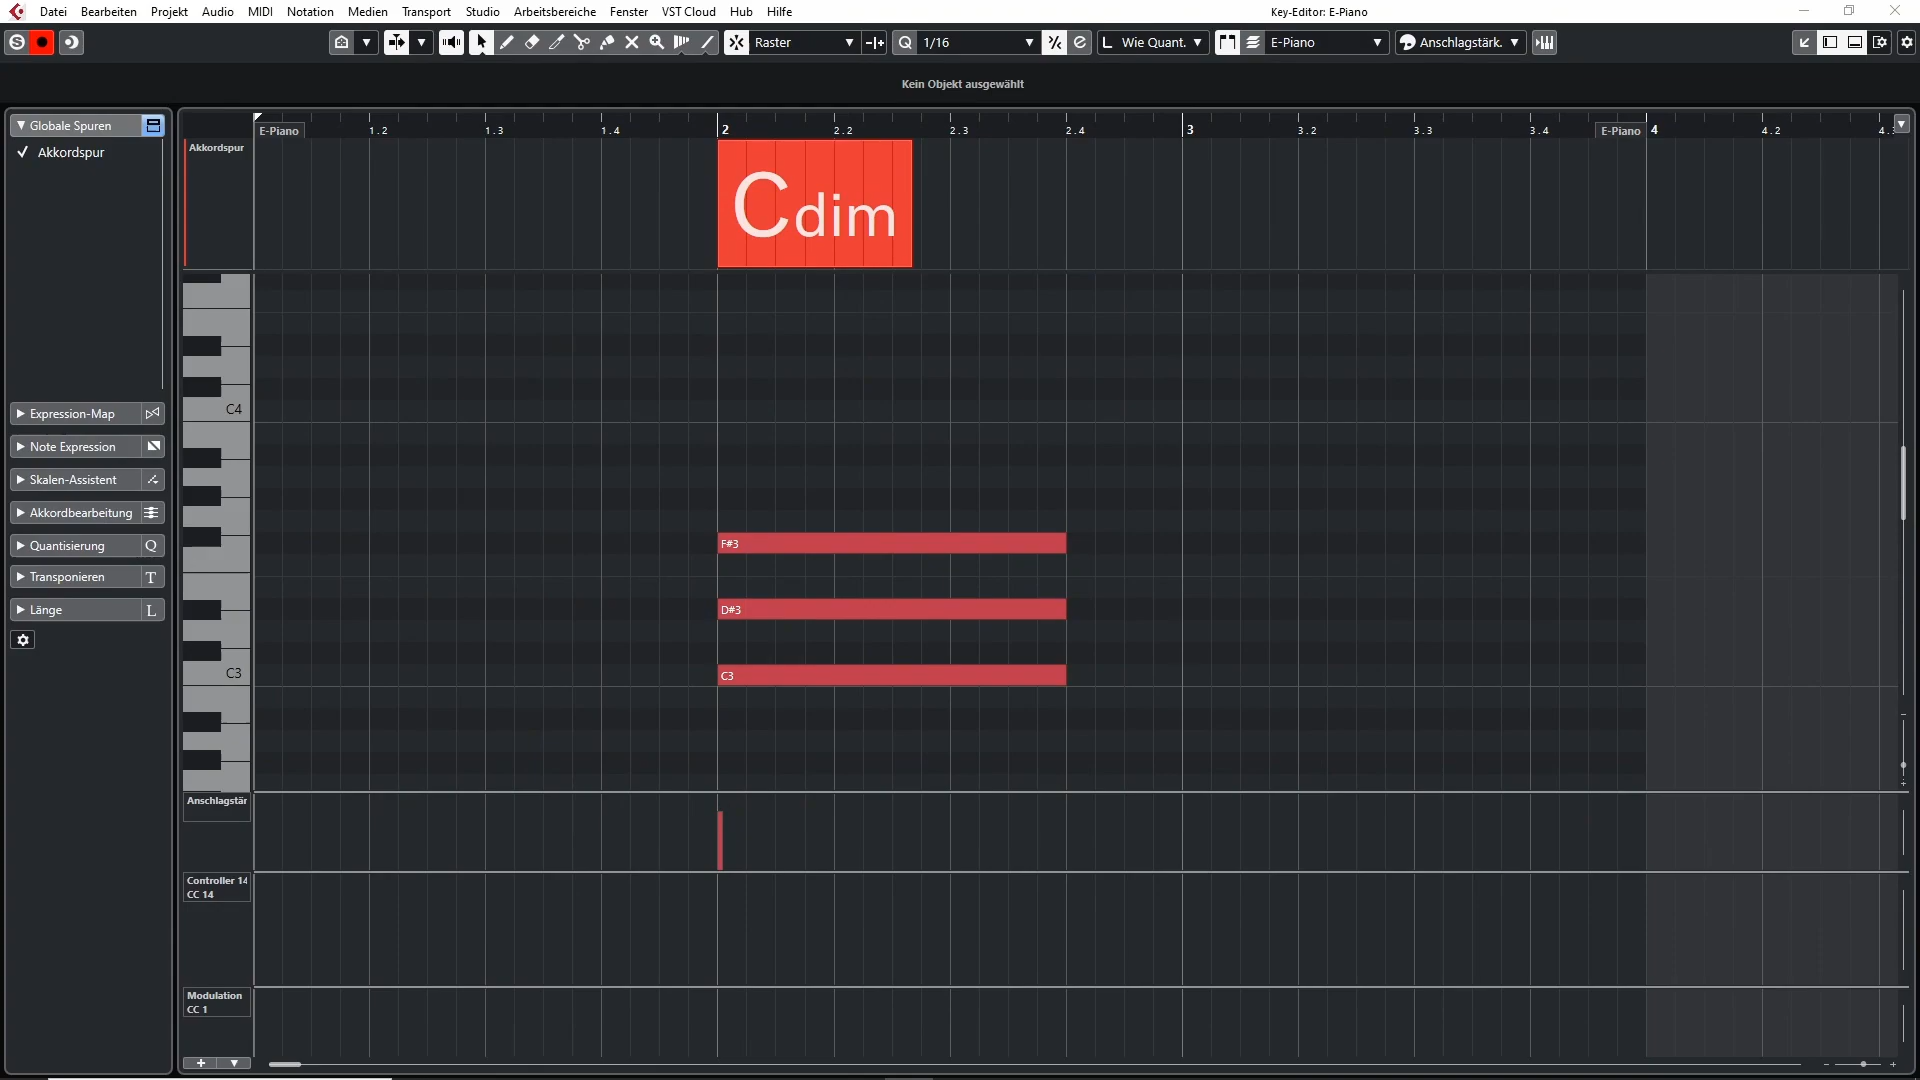 Datei Bearbeiten Projekt Audio MIDI Notation Medien Transport Studio Arbeitsbereiche Fenster VST Cloud Hub Hilfe Key-Editor: E-Piano
Raster 1/16 L Wie Quant. E-Piano Anschlagstärk.
Kein Objekt ausgewählt
Globale Spuren
Akkordspur
Expression-Map
Note Expression
Skalen-Assistent
Akkordbearbeitung
Quantisierung Q
Transponieren T
Länge L
E-Piano 1.2 1.3 1.4 2 2.2 2.3 2.4 3 3.2 3.3 3.4 E-Piano 4 4.2
Akkordspur
Cdim
C4
F#3
D#3
C3 C3
Anschlagstär
Controller 14
CC 14
Modulation
CC 1